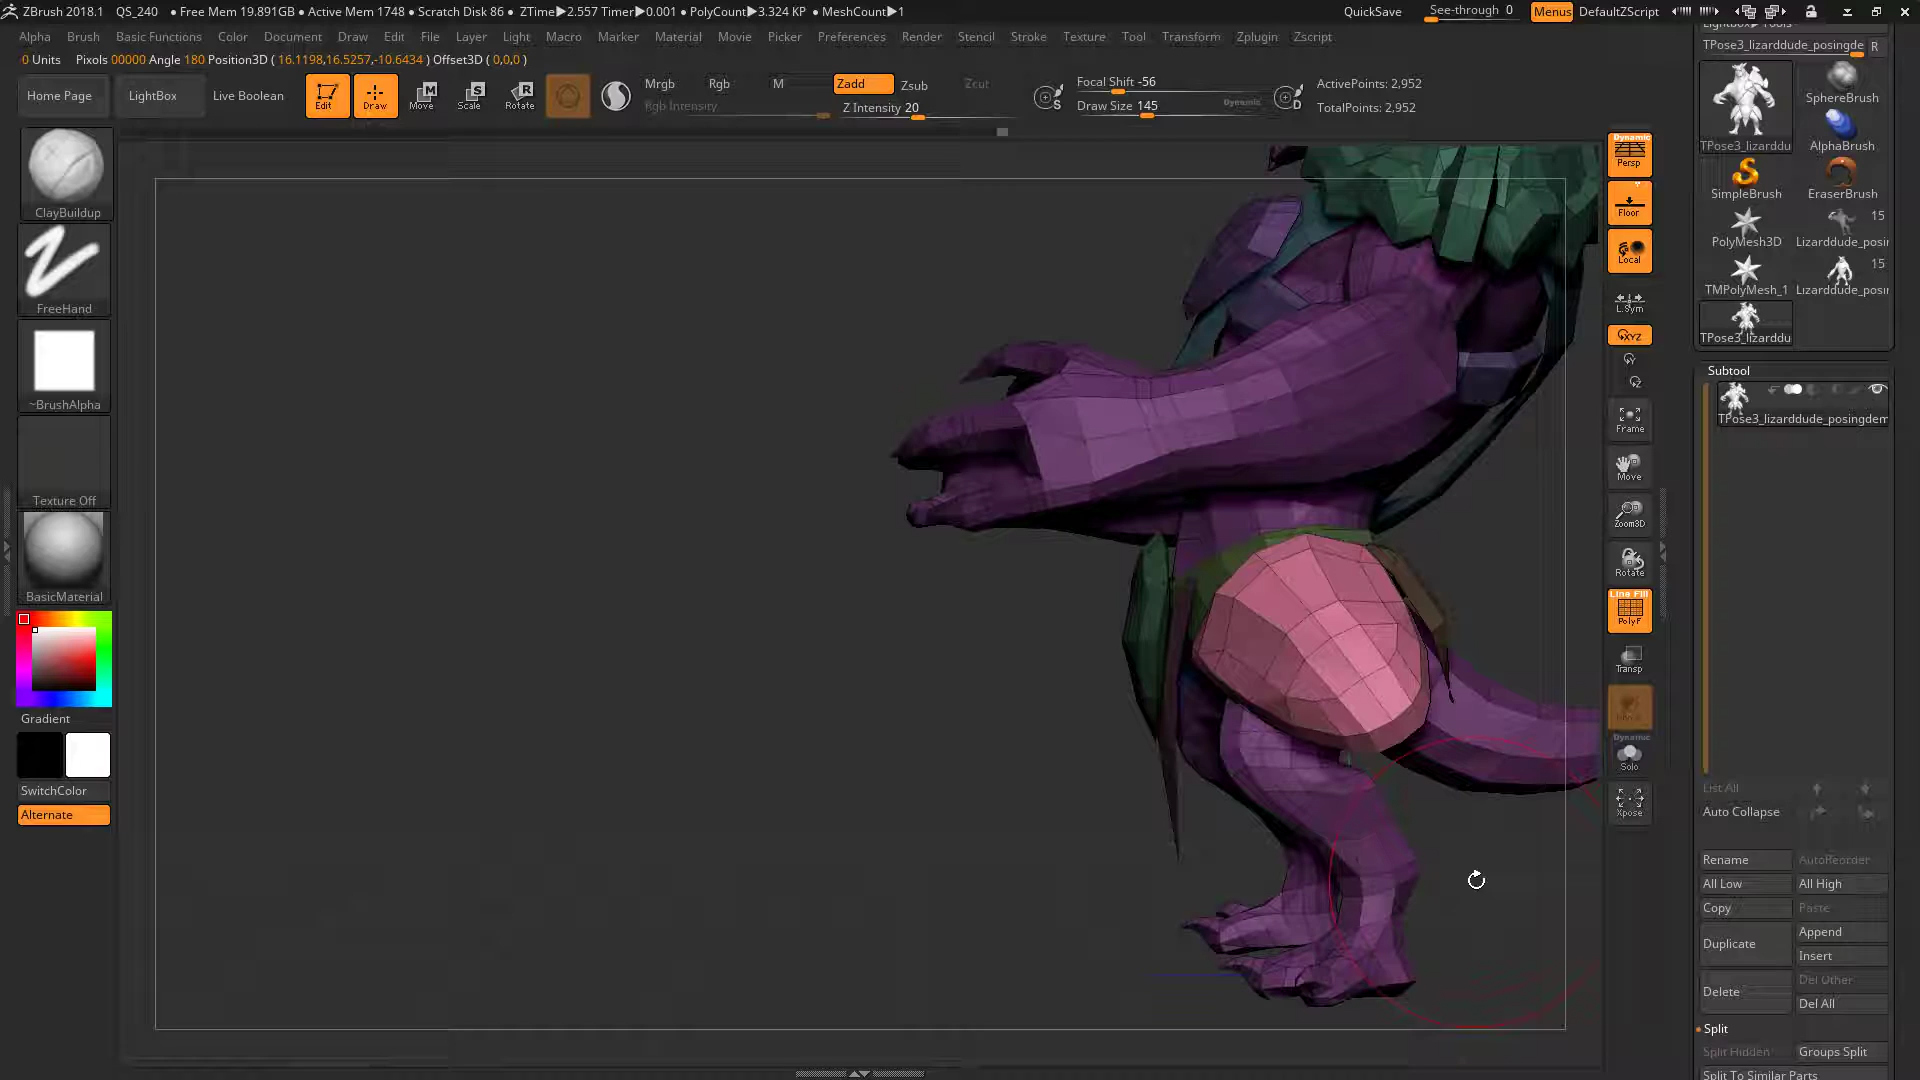 ZBrush 2018.1 QS_240 • Free Mem 19.891GB • Active Mem 1748 • Scratch Disk 86 • ZTime▶2.557 Timer▶0.001 • PolyCount▶3.324 KP • MeshCount▶1 QuickSave See-through 0 Menus DefaultZScript
Alpha Brush Basic Functions Color Document Draw Edit File Layer Light Macro Marker Material Movie Picker Preferences Render Stencil Stroke Texture Tool Transform Zplugin Zscript
0 Units Pixols 00000 Angle 180 Position3D ( 16.1198,16.5257,-10.6434 ) Offset3D ( 0,0,0 )
Home Page LightBox Live Boolean Edit Draw Move Scale Rotate
Mrgb Rgb M Zadd Zsub Zcut
Rgb Intensity Z Intensity 20
S Focal Shift -56
Draw Size 145 Dynamic D
ActivePoints: 2,952
TotalPoints: 2,952
ClayBuildup
FreeHand
~BrushAlpha
Texture Off
BasicMaterial
Gradient
SwitchColor
Alternate
Dynamic
Persp
Floor
Local
L.Sym
XYZ
Frame
Move
Zoom3D
Rotate
Line Fill
PolyF
Transp
Dynamic
Solo
Xpose
TPose3_lizarddude_posingde R
TPose3_lizarddu
SphereBrush
AlphaBrush
SimpleBrush EraserBrush
15
PolyMesh3D Lizarddude_posi
15
TMPolyMesh_1 Lizarddude_posi
TPose3_lizarddu
Subtool
TPose3_lizarddude_posingdem
List All
Auto Collapse
Rename AutoReorder
All Low All High
Copy Paste
Duplicate Append
Insert
Delete Del Other
Del All
Split
Split Hidden Groups Split
Split To Similar Parts